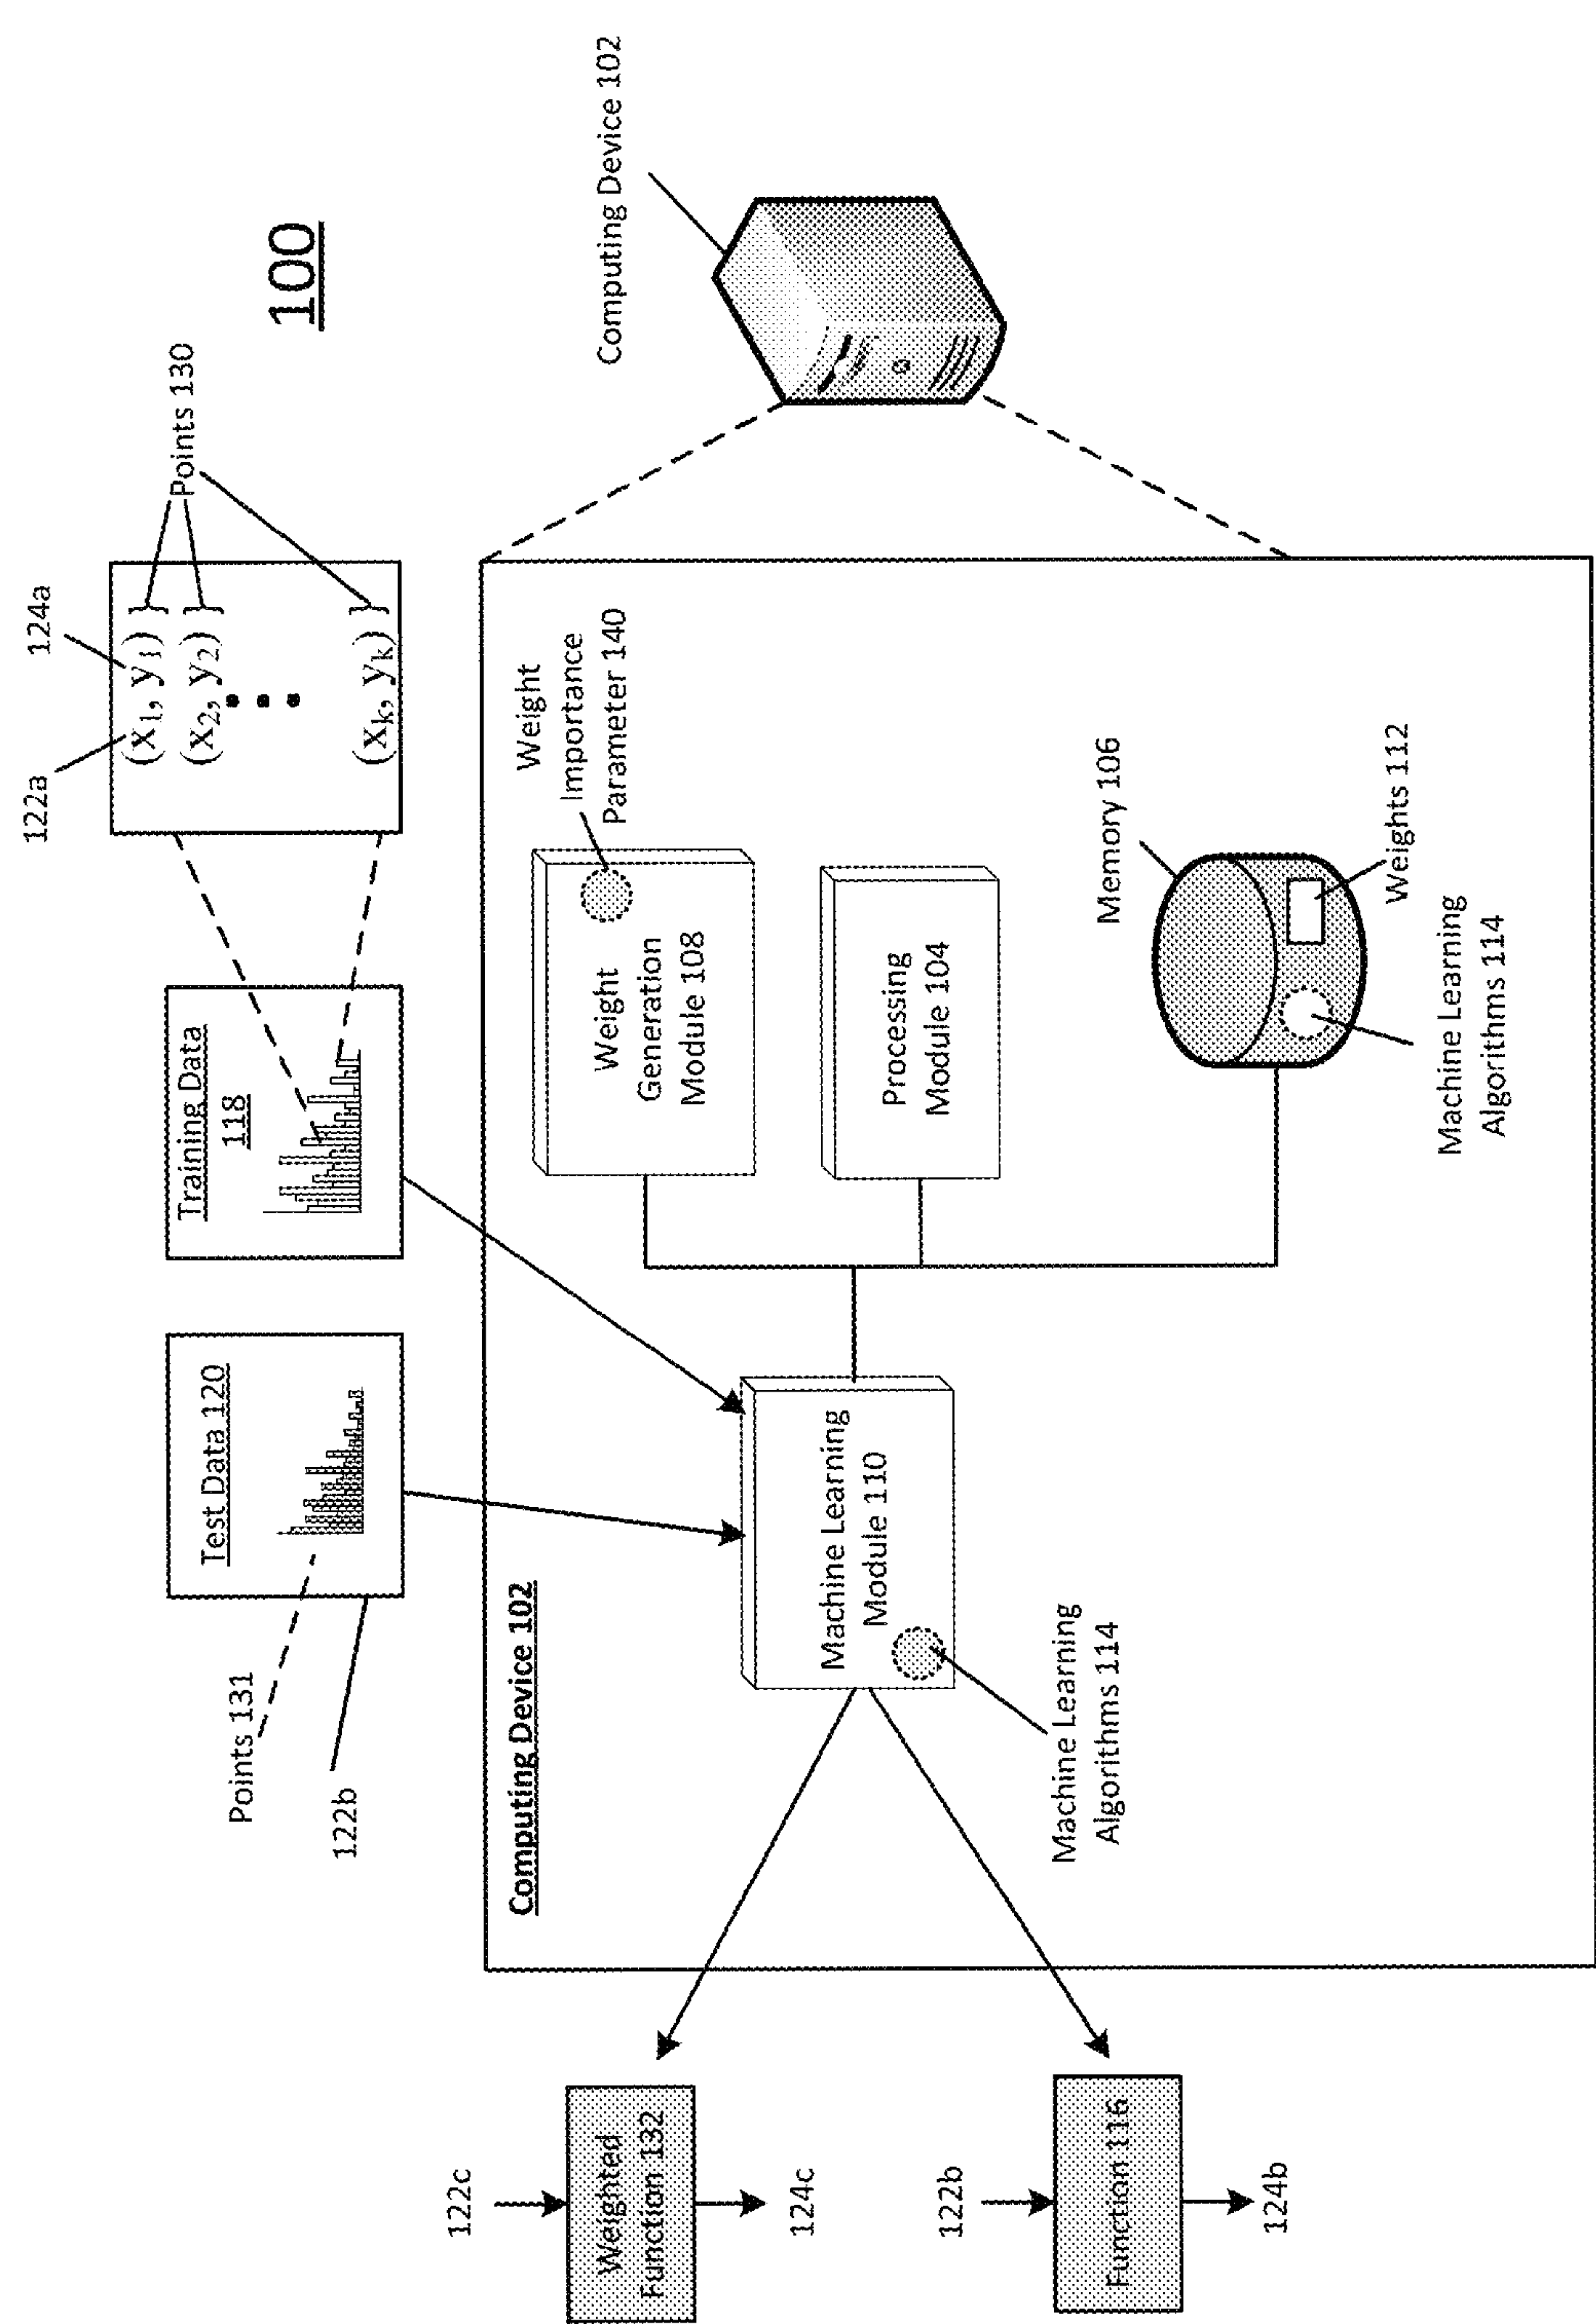 100
122a
124a
(x1, y1) }
(x2, y2) }
(xk, yk) }
Points 130
Training Data
118
Test Data 120
Points 131
122b
Computing Device 102
Computing Device 102
Weight
Generation
Module 108
Weight
Importance
Parameter 140
Processing
Module 104
Memory 106
Weights 112
Machine Learning
Algorithms 114
Machine Learning
Module 110
Machine Learning
Algorithms 114
122c
Weighted
Function 132
124c
122b
Function 116
124b